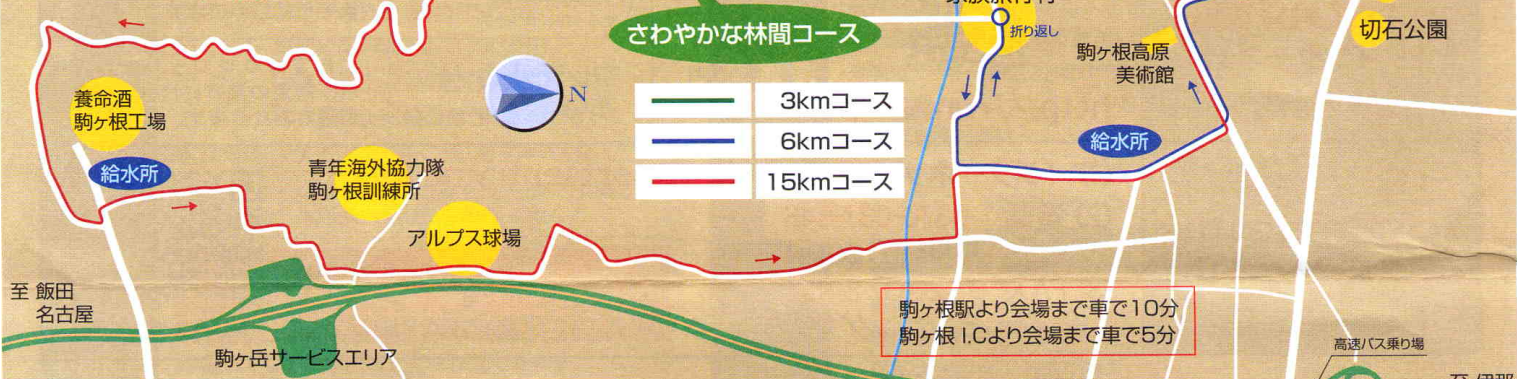 さわやかな林間コース
折り返し
切石公園
駒ヶ根高原
美術館
養命酒
駒ヶ根工場
N
3kmコース
6kmコース
15kmコース
給水所
給水所
青年海外協力隊
駒ヶ根訓練所
アルプス球場
至 飯田
名古屋
駒ヶ根駅より会場まで車で10分
駒ヶ根 I.Cより会場まで車で5分
駒ヶ岳サービスエリア
高速バス乗り場